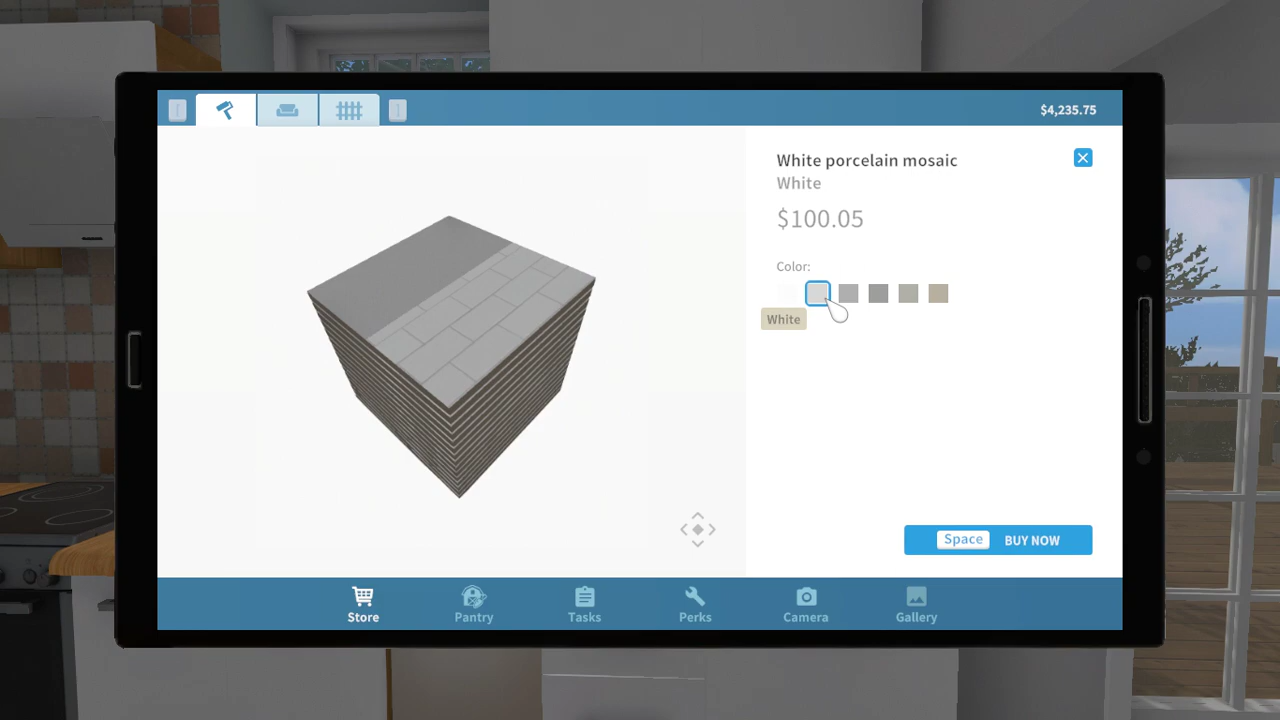 $4,235.75
White porcelain mosaic
White
$100.05
Color:
White
Space BUY NOW
Store Pantry Tasks Perks Camera Gallery